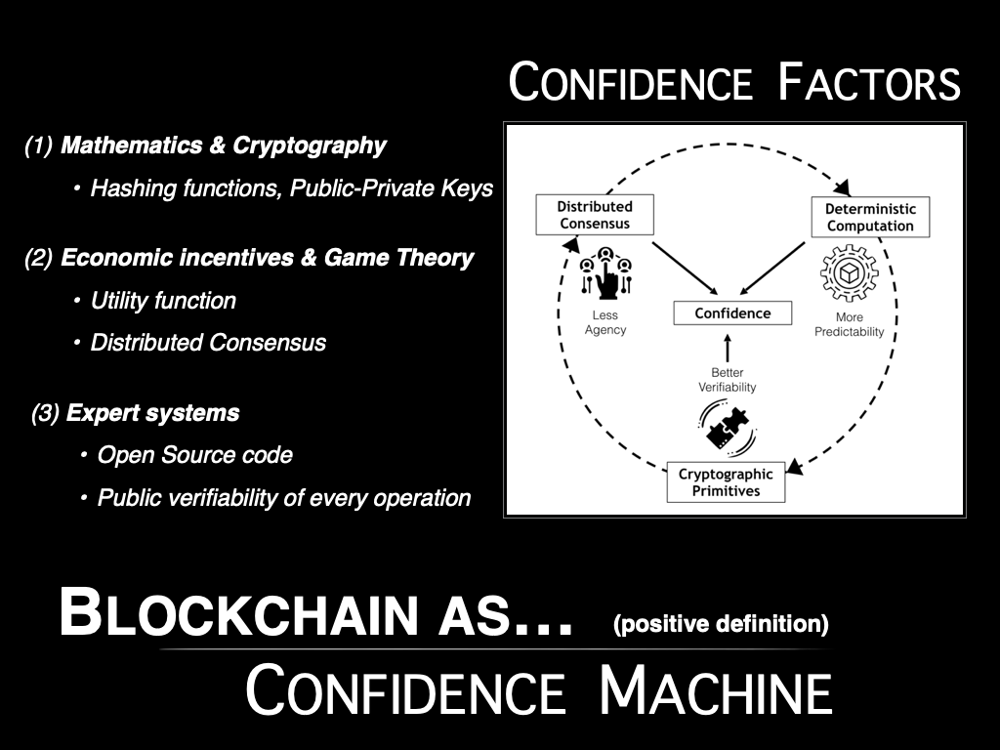 CONFIDENCE FACTORS
(1) Mathematics & Cryptography
• Hashing functions, Public-Private Keys
(2) Economic incentives & Game Theory
• Utility function
• Distributed Consensus
(3) Expert systems
• Open Source code
• Public verifiability of every operation
Distributed
Consensus
Deterministic
Computation
Less
Agency
Confidence
More
Predictability
Better
Verifiability
Cryptographic
Primitives
BLOCKCHAIN AS... (positive definition)
CONFIDENCE MACHINE